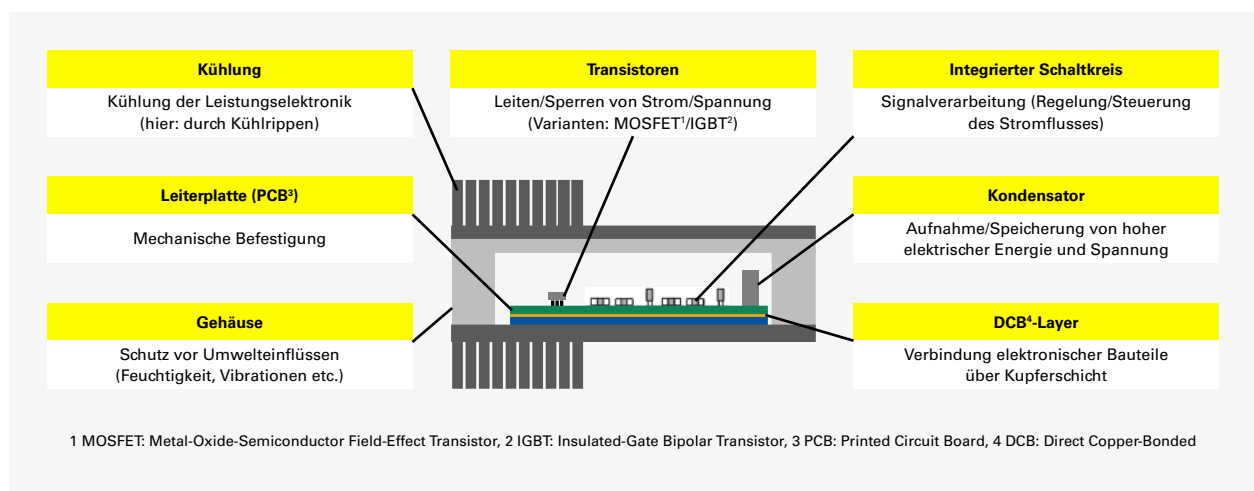 Kühlung
Kühlung der Leistungselektronik
(hier: durch Kühlrippen)
Transistoren
Leiten/Sperren von Strom/Spannung
(Varianten: MOSFET¹/IGBT²)
Integrierter Schaltkreis
Signalverarbeitung (Regelung/Steuerung
des Stromflusses)
Leiterplatte (PCB³)
Mechanische Befestigung
Kondensator
Aufnahme/Speicherung von hoher
elektrischer Energie und Spannung
Gehäuse
Schutz vor Umwelteinflüssen
(Feuchtigkeit, Vibrationen etc.)
DCB⁴-Layer
Verbindung elektronischer Bauteile
über Kupferschicht
1 MOSFET: Metal-Oxide-Semiconductor Field-Effect Transistor, 2 IGBT: Insulated-Gate Bipolar Transistor, 3 PCB: Printed Circuit Board, 4 DCB: Direct Copper-Bonded